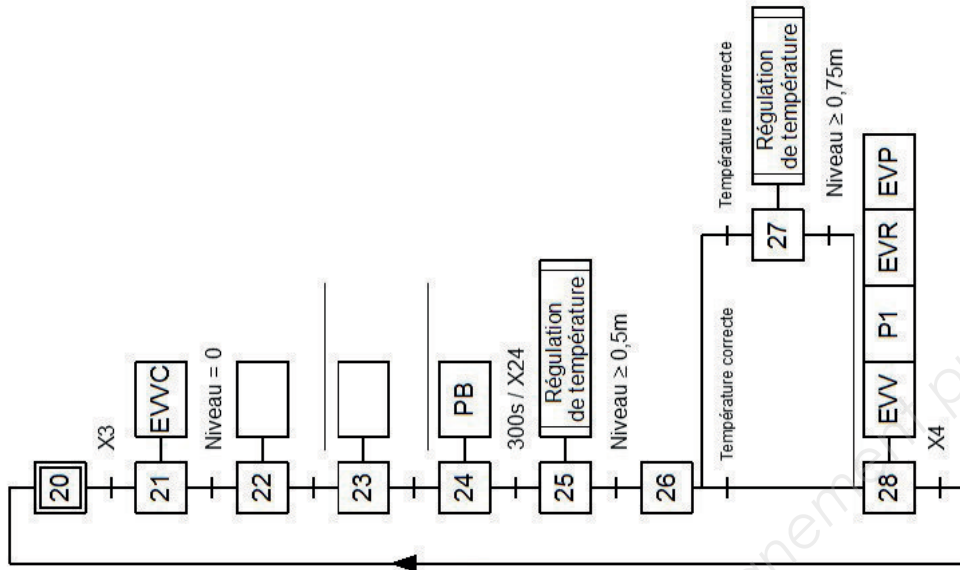 20
X3
21
EVVC
Niveau = 0
22
23
24
PB
300s / X24
25
Régulation
de température
Niveau ≥ 0,5m
26
Température correcte
Température incorrecte
27
Régulation
de température
Niveau ≥ 0,75m
28
EVV
P1
EVR
EVP
X4